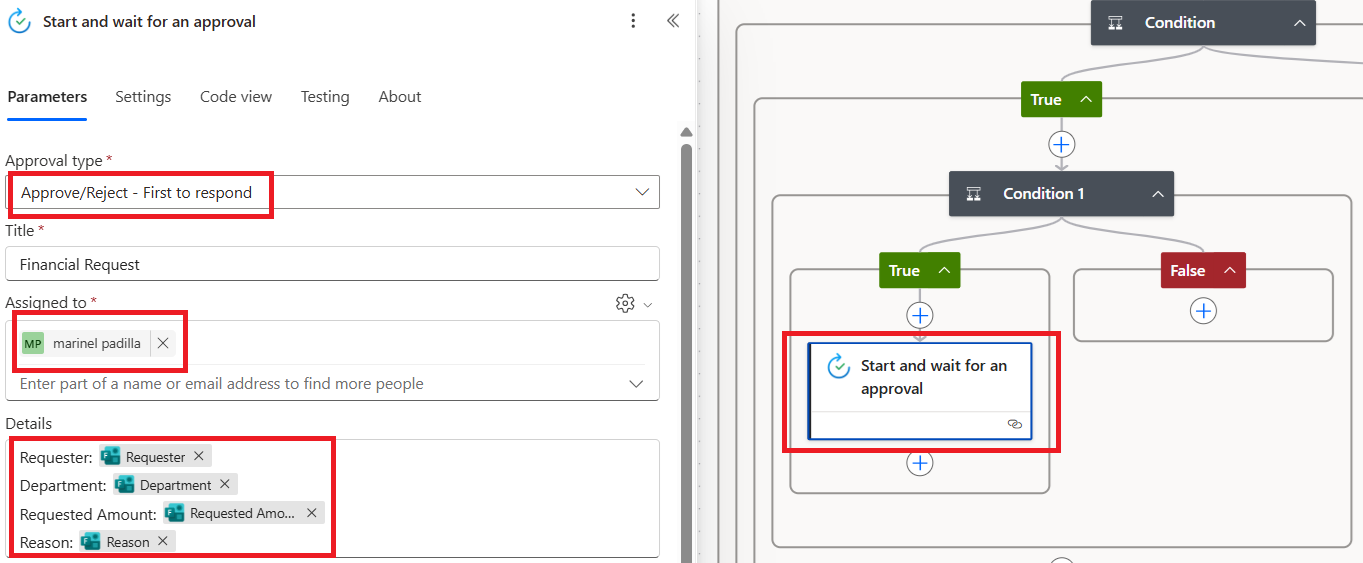 Start and wait for an approval
Parameters Settings Code view Testing About
Approval type *
Approve/Reject - First to respond
Title *
Financial Request
Assigned to *
MP marinel padilla
Enter part of a name or email address to find more people
Details
Requester: Requester
Department: Department
Requested Amount: Requested Amo...
Reason: Reason
Condition
True
Condition 1
True
False
Start and wait for an
approval